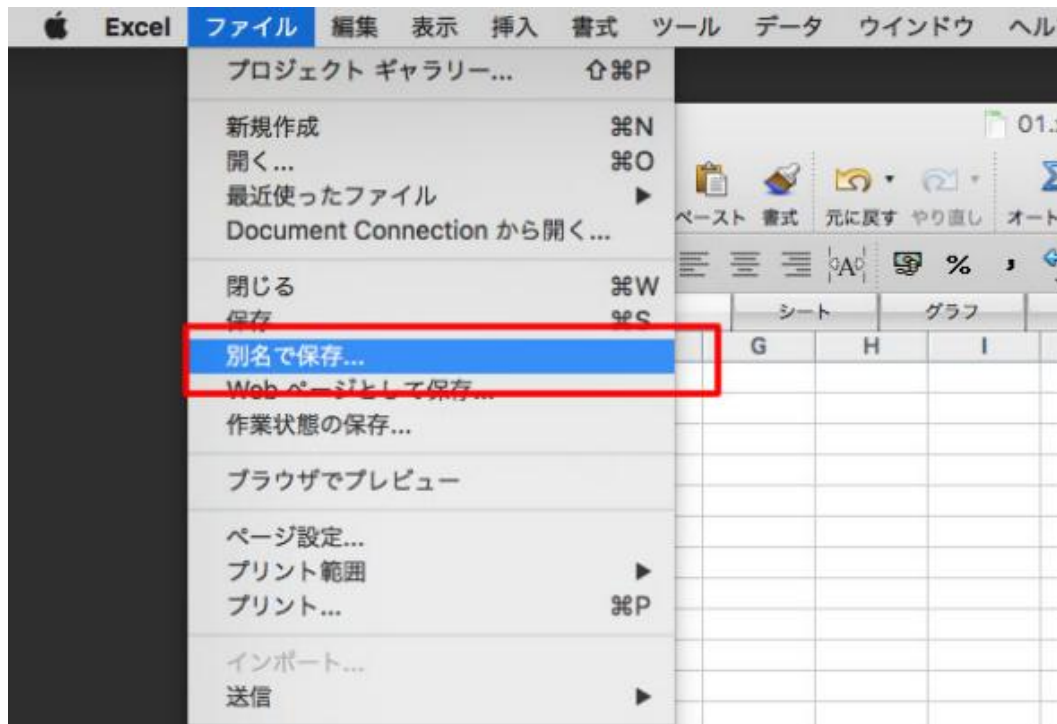 Excel ファイル 編集 表示 挿入 書式 ツール データ ウインドウ ヘル
プロジェクト ギャラリー... ⇧⌘P
新規作成 ⌘N
開く... ⌘O
最近使ったファイル ▶
Document Connection から開く...
閉じる ⌘W
保存 ⌘S
別名で保存...
Web ページとして保存...
作業状態の保存...
ブラウザでプレビュー
ページ設定...
プリント範囲 ▶
プリント... ⌘P
インポート...
送信 ▶
01.
ペースト 書式 元に戻す やり直し オート
A % ,
シート グラフ
G H I